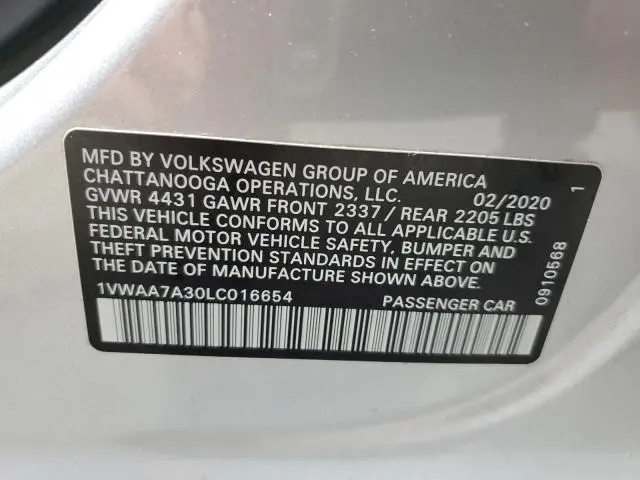 MFD BY VOLKSWAGEN GROUP OF AMERICA
CHATTANOOGA OPERATIONS, LLC. 02/2020
GVWR 4431 GAWR FRONT 2337 / REAR 2205 LBS
THIS VEHICLE CONFORMS TO ALL APPLICABLE U.S.
FEDERAL MOTOR VEHICLE SAFETY, BUMPER AND
THEFT PREVENTION STANDARDS IN EFFECT ON
THE DATE OF MANUFACTURE SHOWN ABOVE.
1VWAA7A30LC016654 PASSENGER CAR
0910568 1